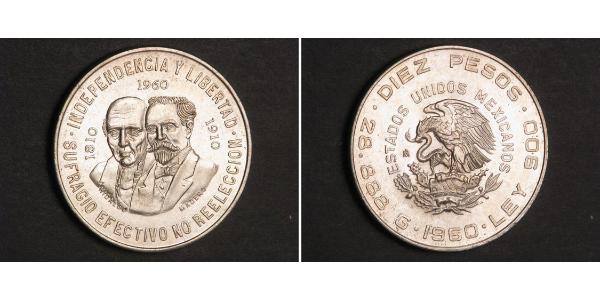 · INDEPENDENCIA Y LIBERTAD ·
SUFRAGIO EFECTIVO NO REELECCION
1960
1810
1910
· DIEZ PESOS ·
28.888 G · 1960 · LEY 900
ESTADOS UNIDOS MEXICANOS